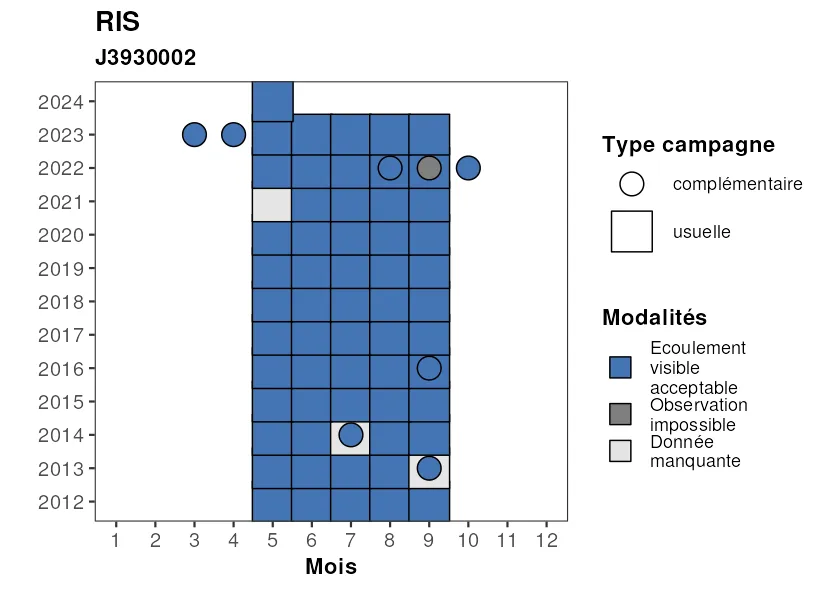 RIS
J3930002
2024
2023
2022
2021
2020
2019
2018
2017
2016
2015
2014
2013
2012
1 2 3 4 5 6 7 8 9 10 11 12
Mois
Type campagne
complémentaire
usuelle
Modalités
Ecoulement
visible
acceptable
Observation
impossible
Donnée
manquante